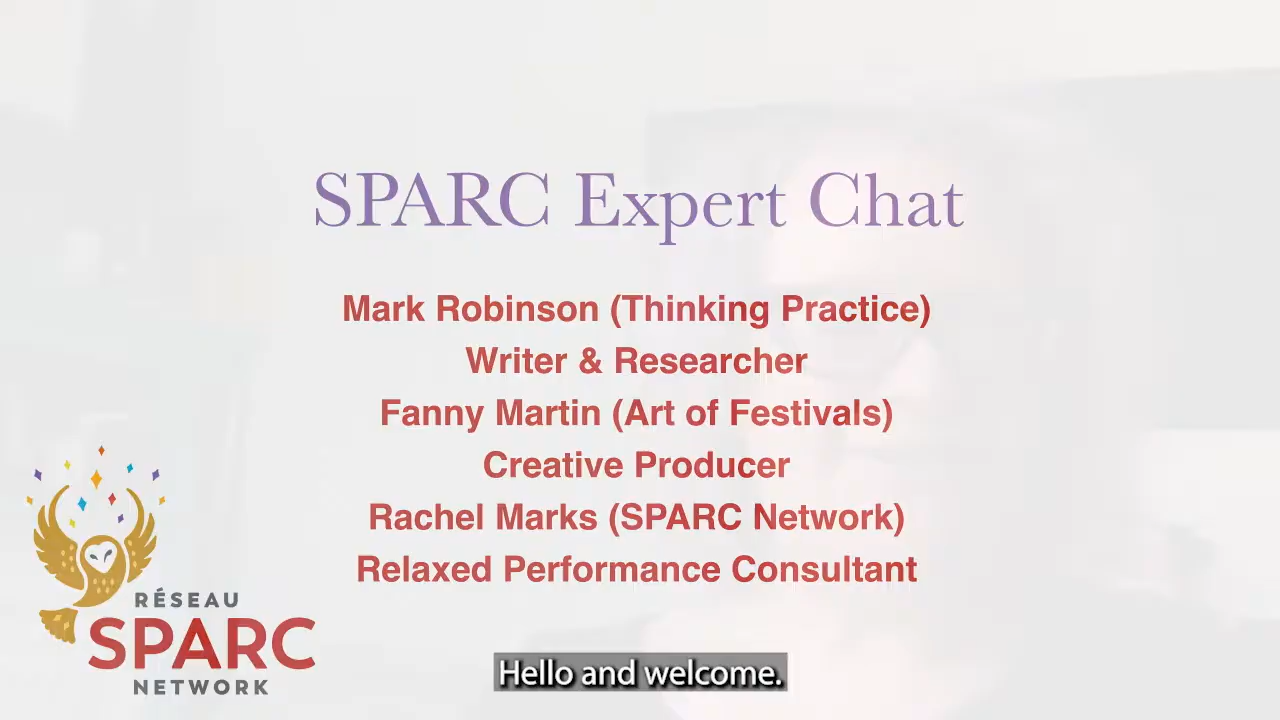 SPARC Expert Chat
Mark Robinson (Thinking Practice)
Writer & Researcher
Fanny Martin (Art of Festivals)
Creative Producer
Rachel Marks (SPARC Network)
Relaxed Performance Consultant
RÉSEAU
SPARC
NETWORK
Hello and welcome.